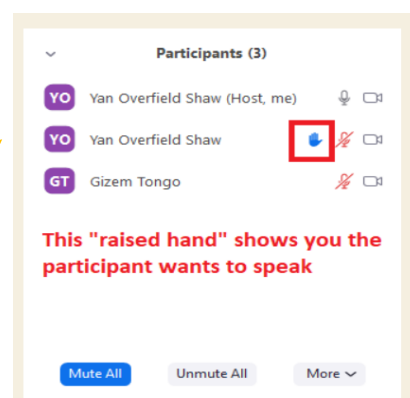 Participants (3)
YO Yan Overfield Shaw (Host, me)
YO Yan Overfield Shaw
GT Gizem Tongo
This "raised hand" shows you the
participant wants to speak
Mute All Unmute All More